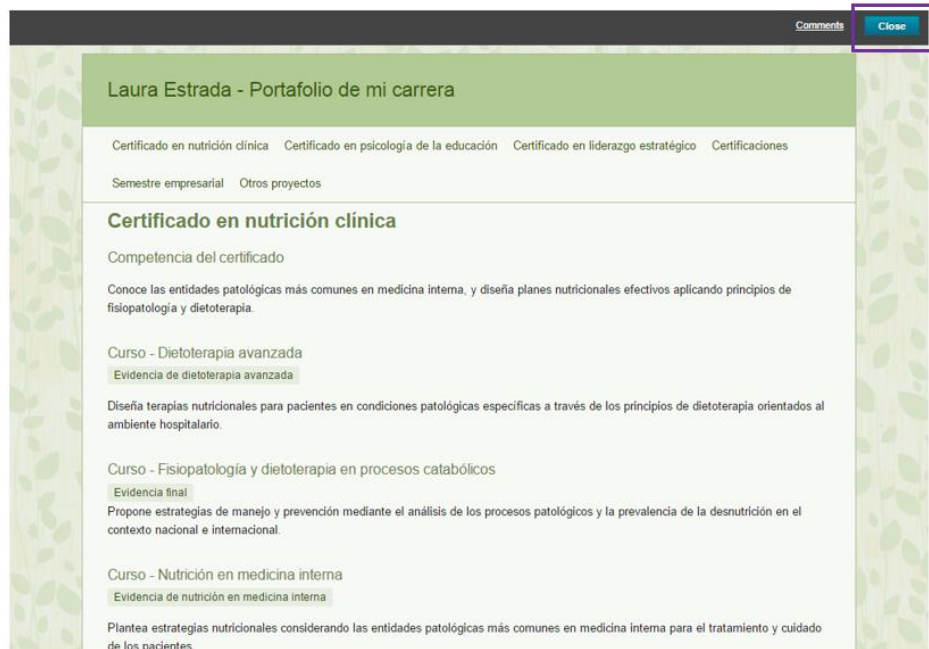 Comments Close
Laura Estrada - Portafolio de mi carrera
Certificado en nutrición clínica Certificado en psicología de la educación Certificado en liderazgo estratégico Certificaciones
Semestre empresarial Otros proyectos
Certificado en nutrición clínica
Competencia del certificado
Conoce las entidades patológicas más comunes en medicina interna, y diseña planes nutricionales efectivos aplicando principios de
fisiopatología y dietoterapia.
Curso - Dietoterapia avanzada
Evidencia de dietoterapia avanzada
Diseña terapias nutricionales para pacientes en condiciones patológicas específicas a través de los principios de dietoterapia orientados al
ambiente hospitalario.
Curso - Fisiopatología y dietoterapia en procesos catabólicos
Evidencia final
Propone estrategias de manejo y prevención mediante el análisis de los procesos patológicos y la prevalencia de la desnutrición en el
contexto nacional e internacional.
Curso - Nutrición en medicina interna
Evidencia de nutrición en medicina interna
Plantea estrategias nutricionales considerando las entidades patológicas más comunes en medicina interna para el tratamiento y cuidado
de los pacientes.